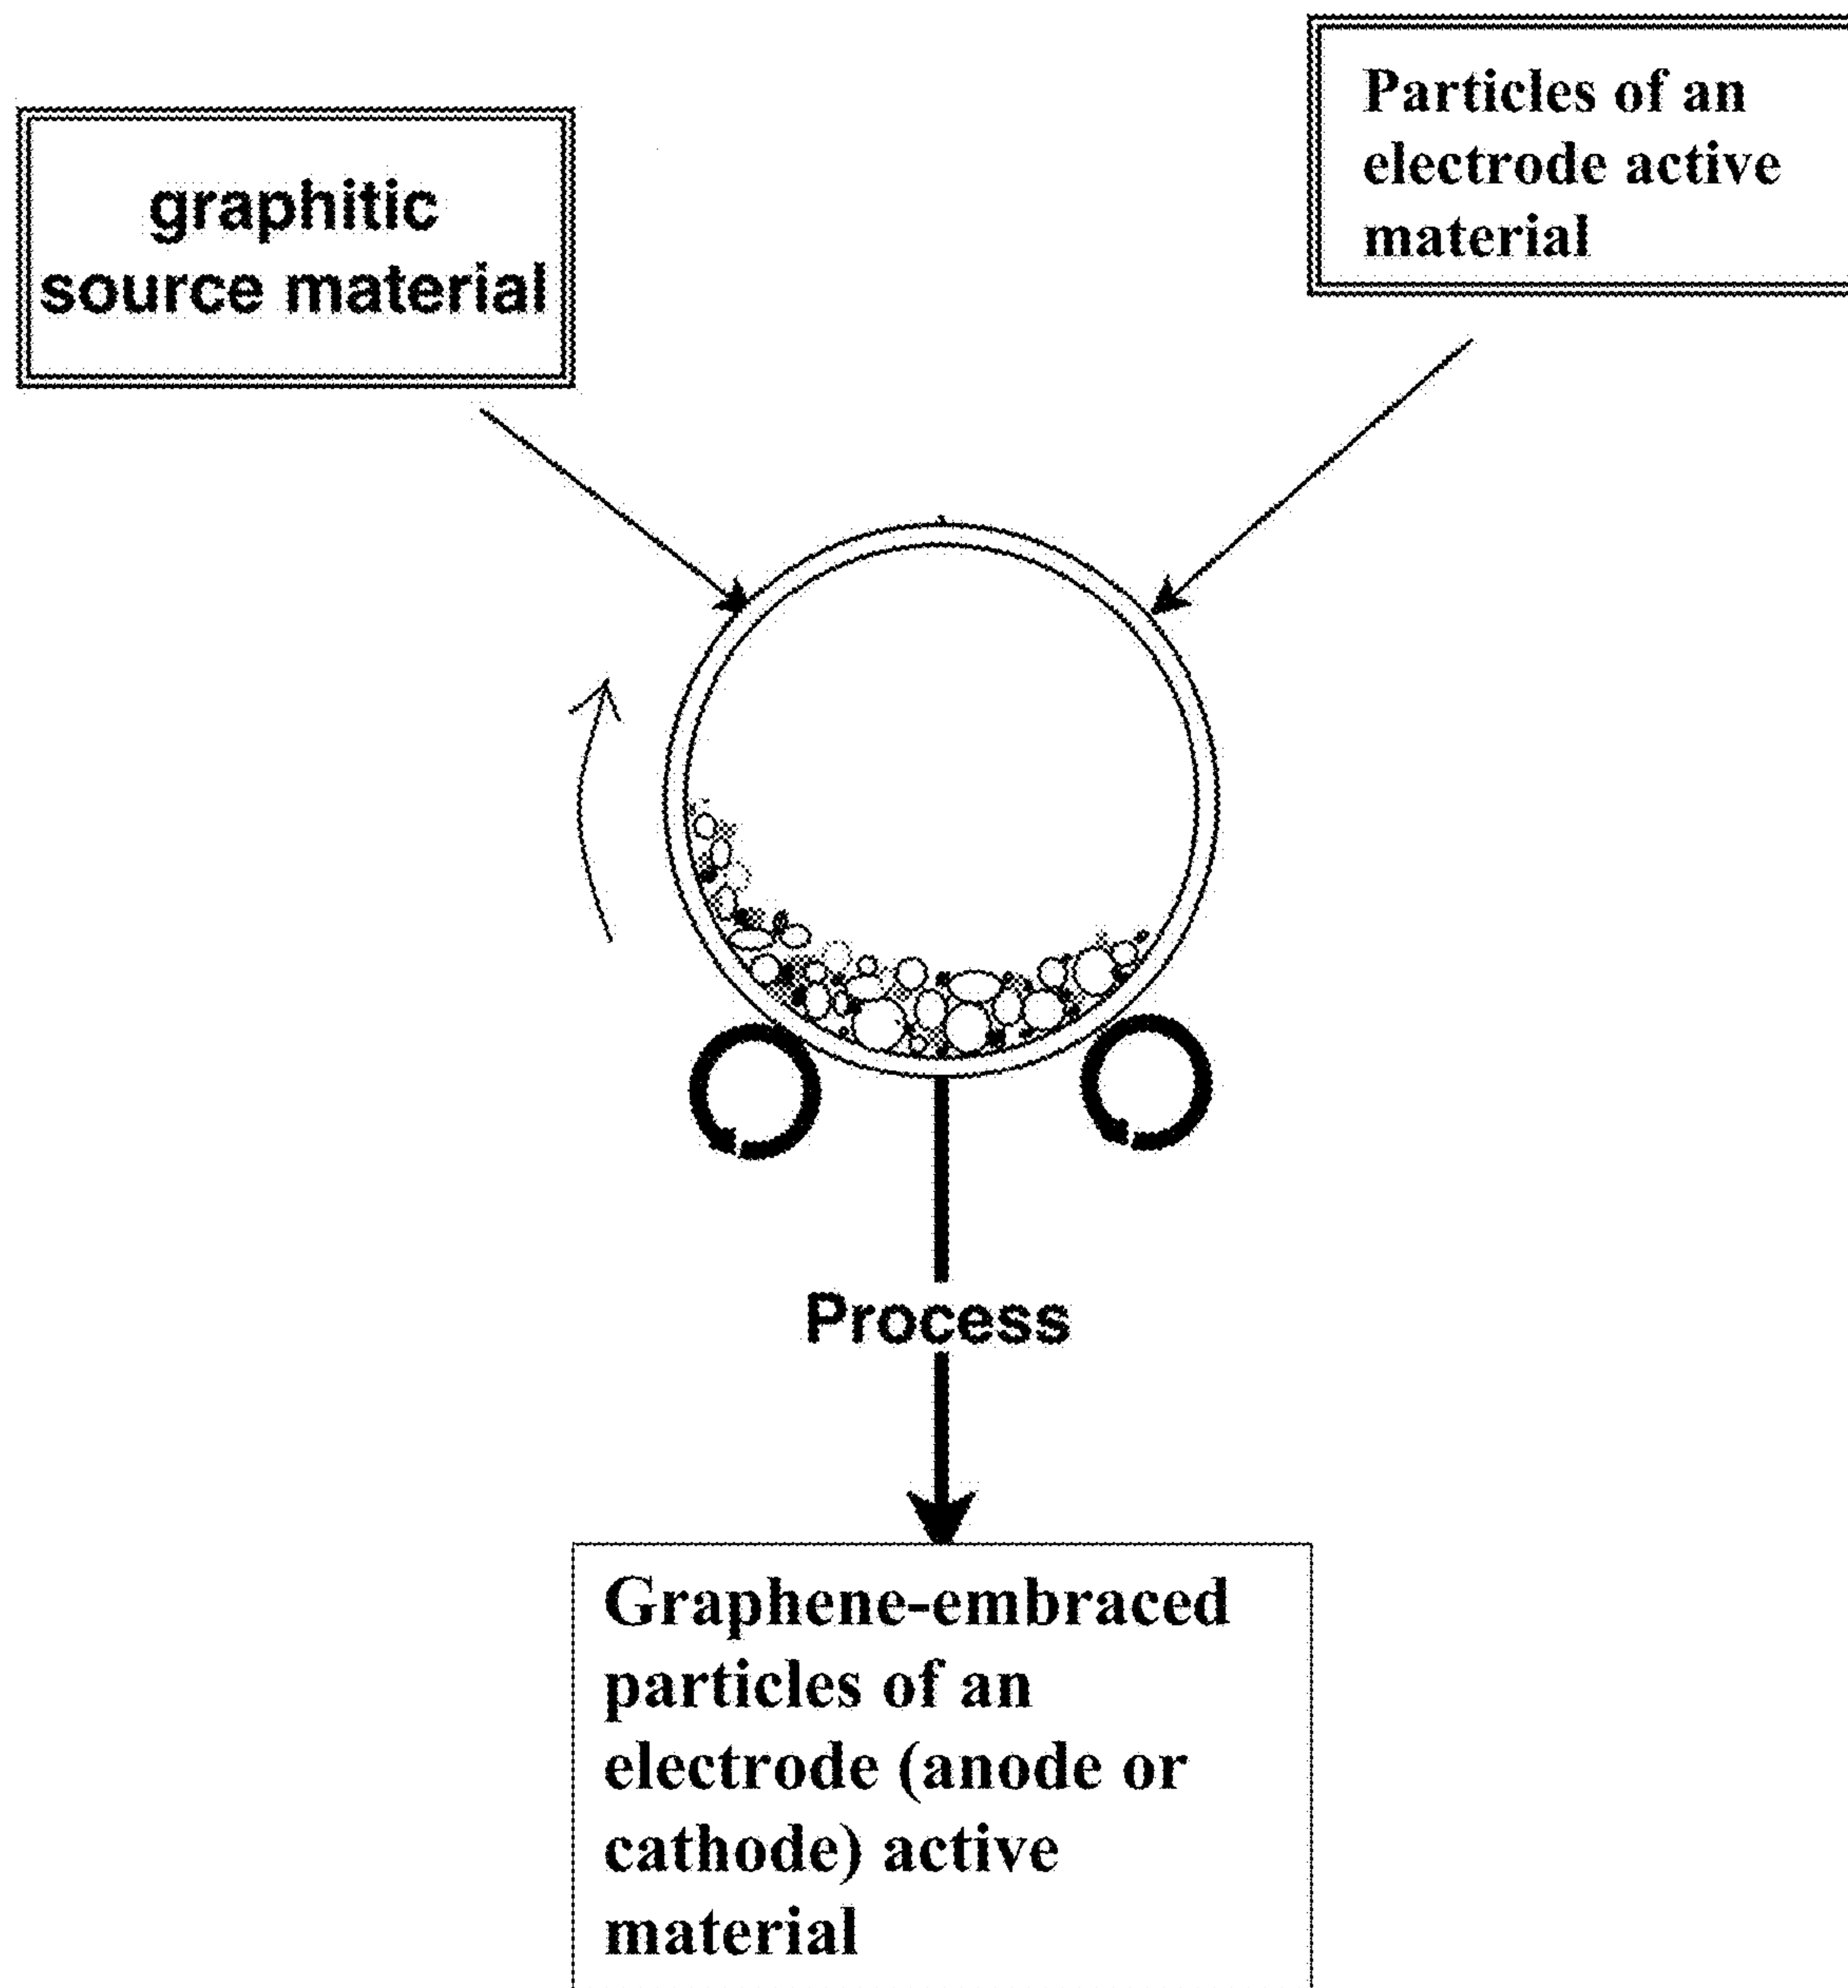 graphitic
source material
Particles of an
electrode active
material
Process
Graphene-embraced
particles of an
electrode (anode or
cathode) active
material